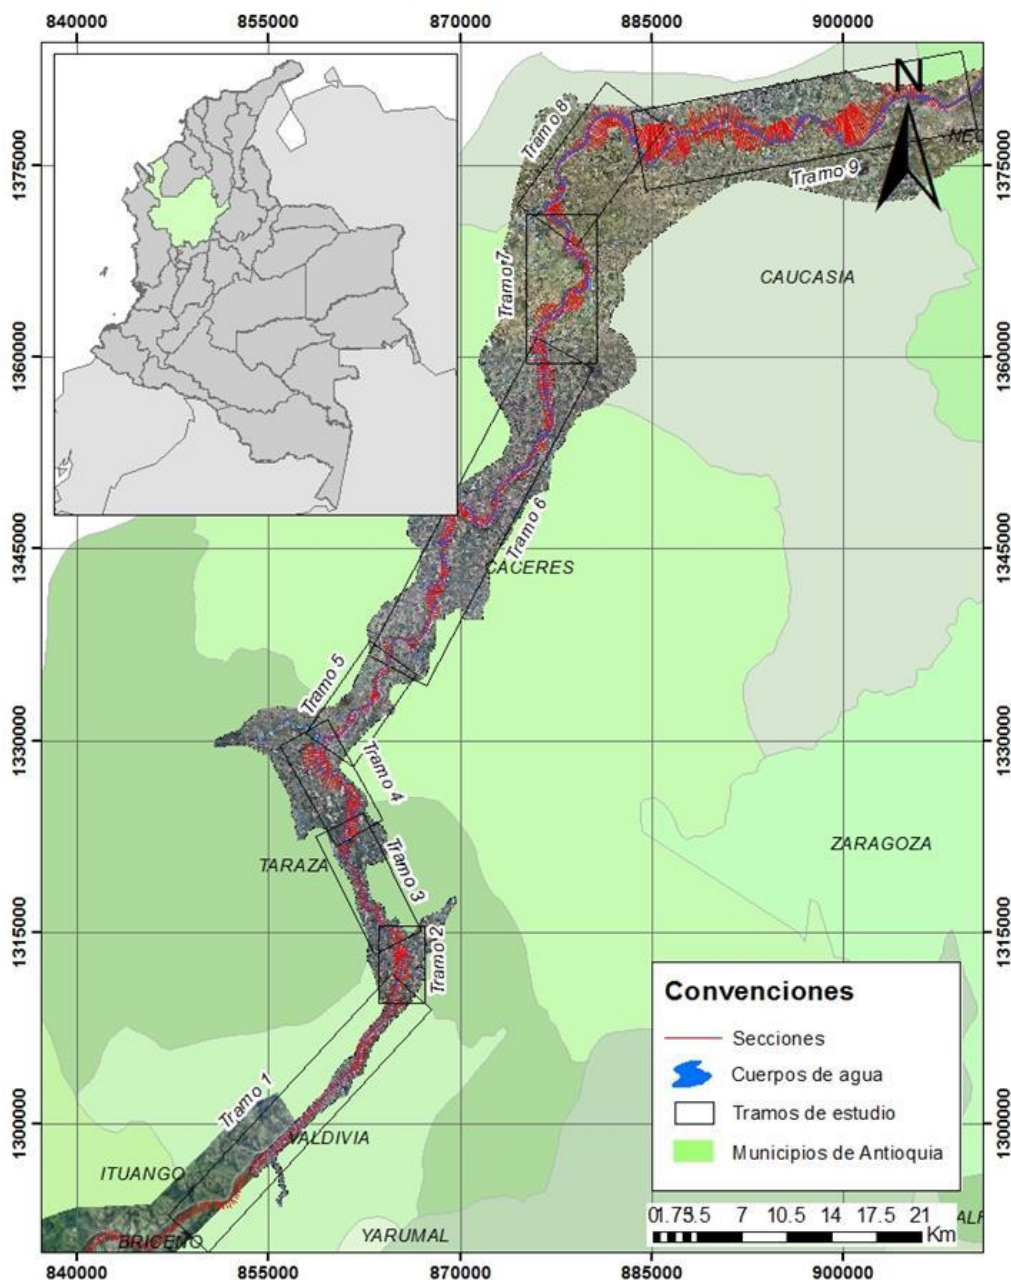 840000 855000 870000 885000 900000
N
Tramo 8
1375000
1375000
NEC
Tramo 9
CAUCASIA
Tramo 7
1360000
1360000
Tramo 6
1345000
1345000
CACERES
Tramo 5
1330000
1330000
Tramo 4
ZARAGOZA
TARAZA
Tramo 3
1315000
1315000
Tramo 2
Convenciones
Secciones
Cuerpos de agua
Tramos de estudio
Municipios de Antioquia
Tramo 1
1300000
1300000
VALDIVIA
ITUANGO
BRICEÑO
YARUMAL
7 10.5 14 17.5 21
Km
840000 855000 870000 885000 900000